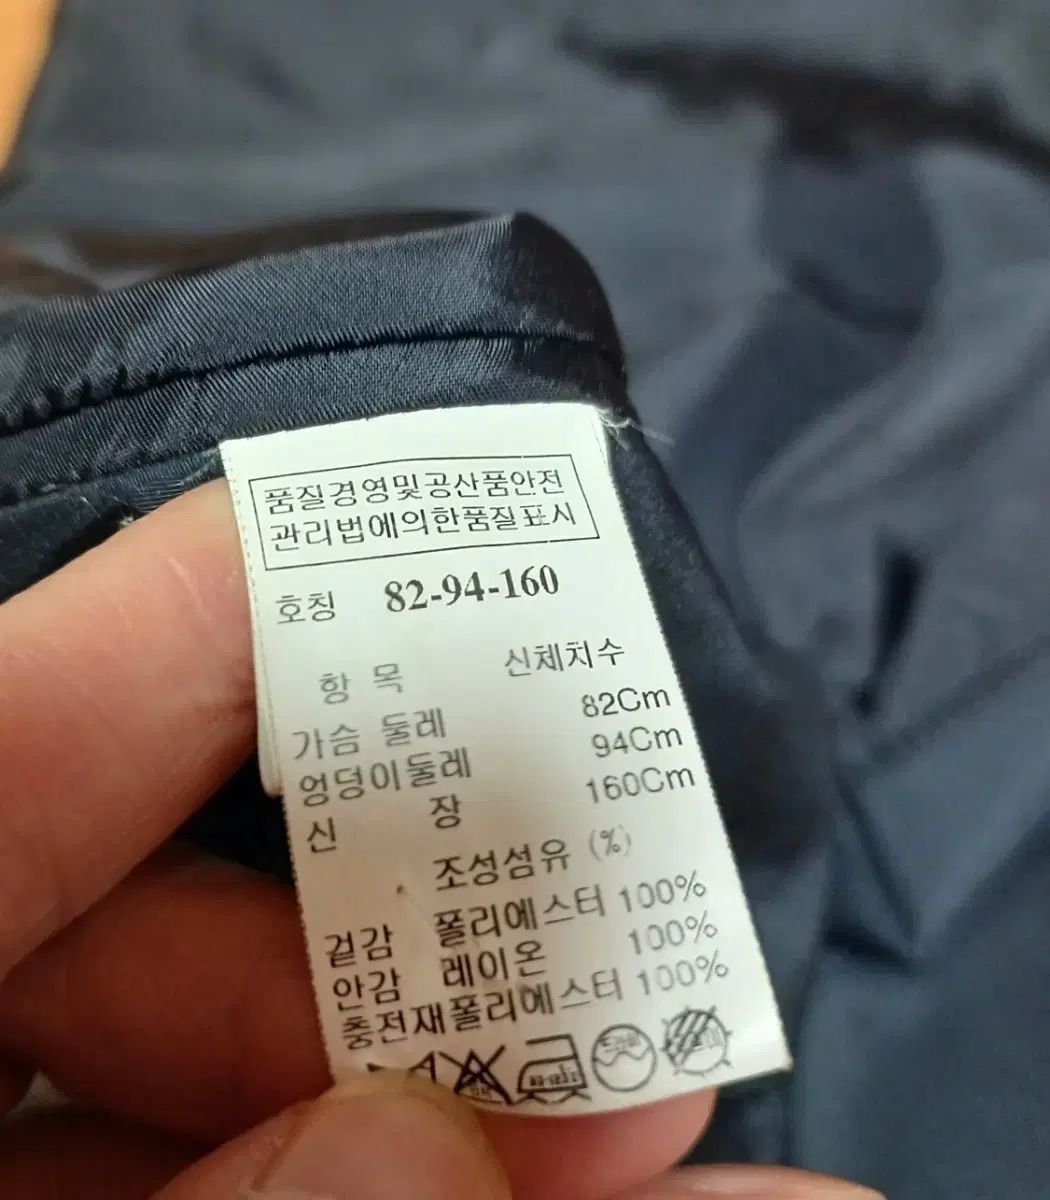 품질경영및공산품안전
관리법에의한품질표시
호칭 82-94-160
항 목 신체치수
가슴 둘레 82Cm
엉덩이둘레 94Cm
신 장 160Cm
조성섬유 (%)
겉감 폴리에스터 100%
안감 레이온 100%
충전재폴리에스터 100%